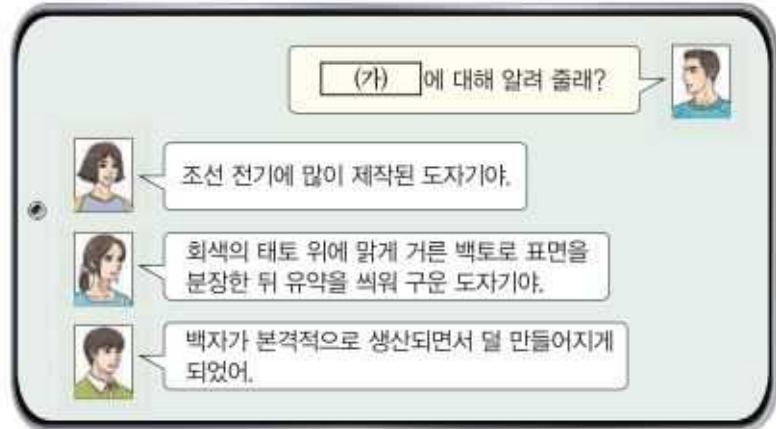 (가) 에 대해 알려 줄래?
조선 전기에 많이 제작된 도자기야.
회색의 태토 위에 맑게 거른 백토로 표면을
분장한 뒤 유약을 씌워 구운 도자기야.
백자가 본격적으로 생산되면서 덜 만들어지게
되었어.